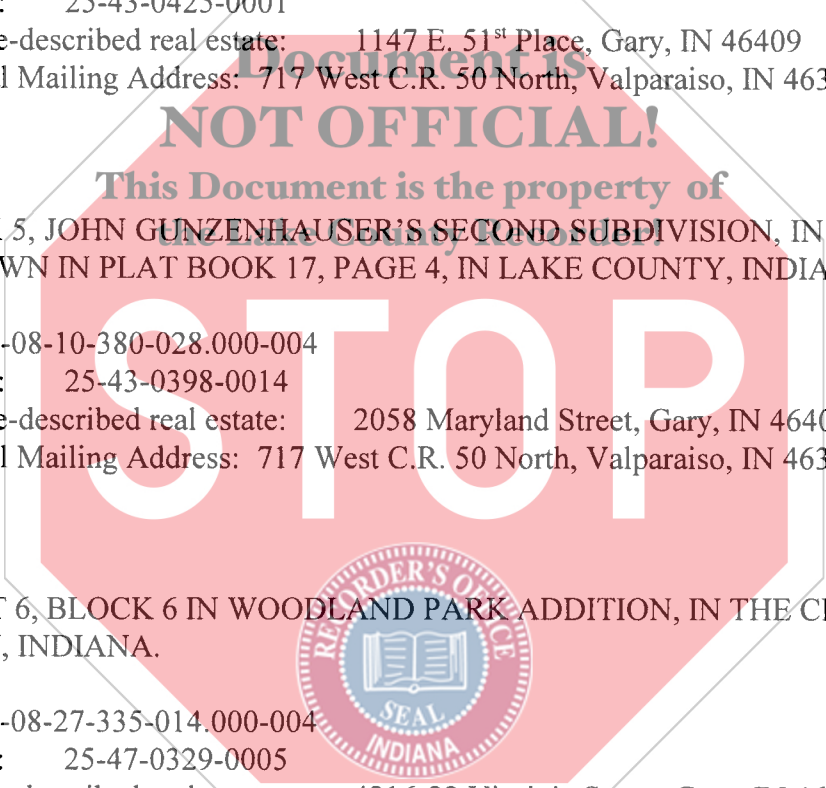 : 25-43-0425-0001
e-described real estate: 1147 E. 51st Place, Gary, IN 46409
l Mailing Address: 717 West C.R. 50 North, Valparaiso, IN 463
Document is
NOT OFFICIAL!
This Document is the property of
the Lake County Recorder!
5, JOHN GUNZENHAUSER'S SECOND SUBDIVISION, IN
WN IN PLAT BOOK 17, PAGE 4, IN LAKE COUNTY, INDIA
STOP
-08-10-380-028.000-004
: 25-43-0398-0014
e-described real estate: 2058 Maryland Street, Gary, IN 4640
l Mailing Address: 717 West C.R. 50 North, Valparaiso, IN 463
T 6, BLOCK 6 IN WOODLAND PARK ADDITION, IN THE CI
, INDIANA.
RECORDER'S OFFICE
SEAL
INDIANA
-08-27-335-014.000-004
: 25-47-0329-0005